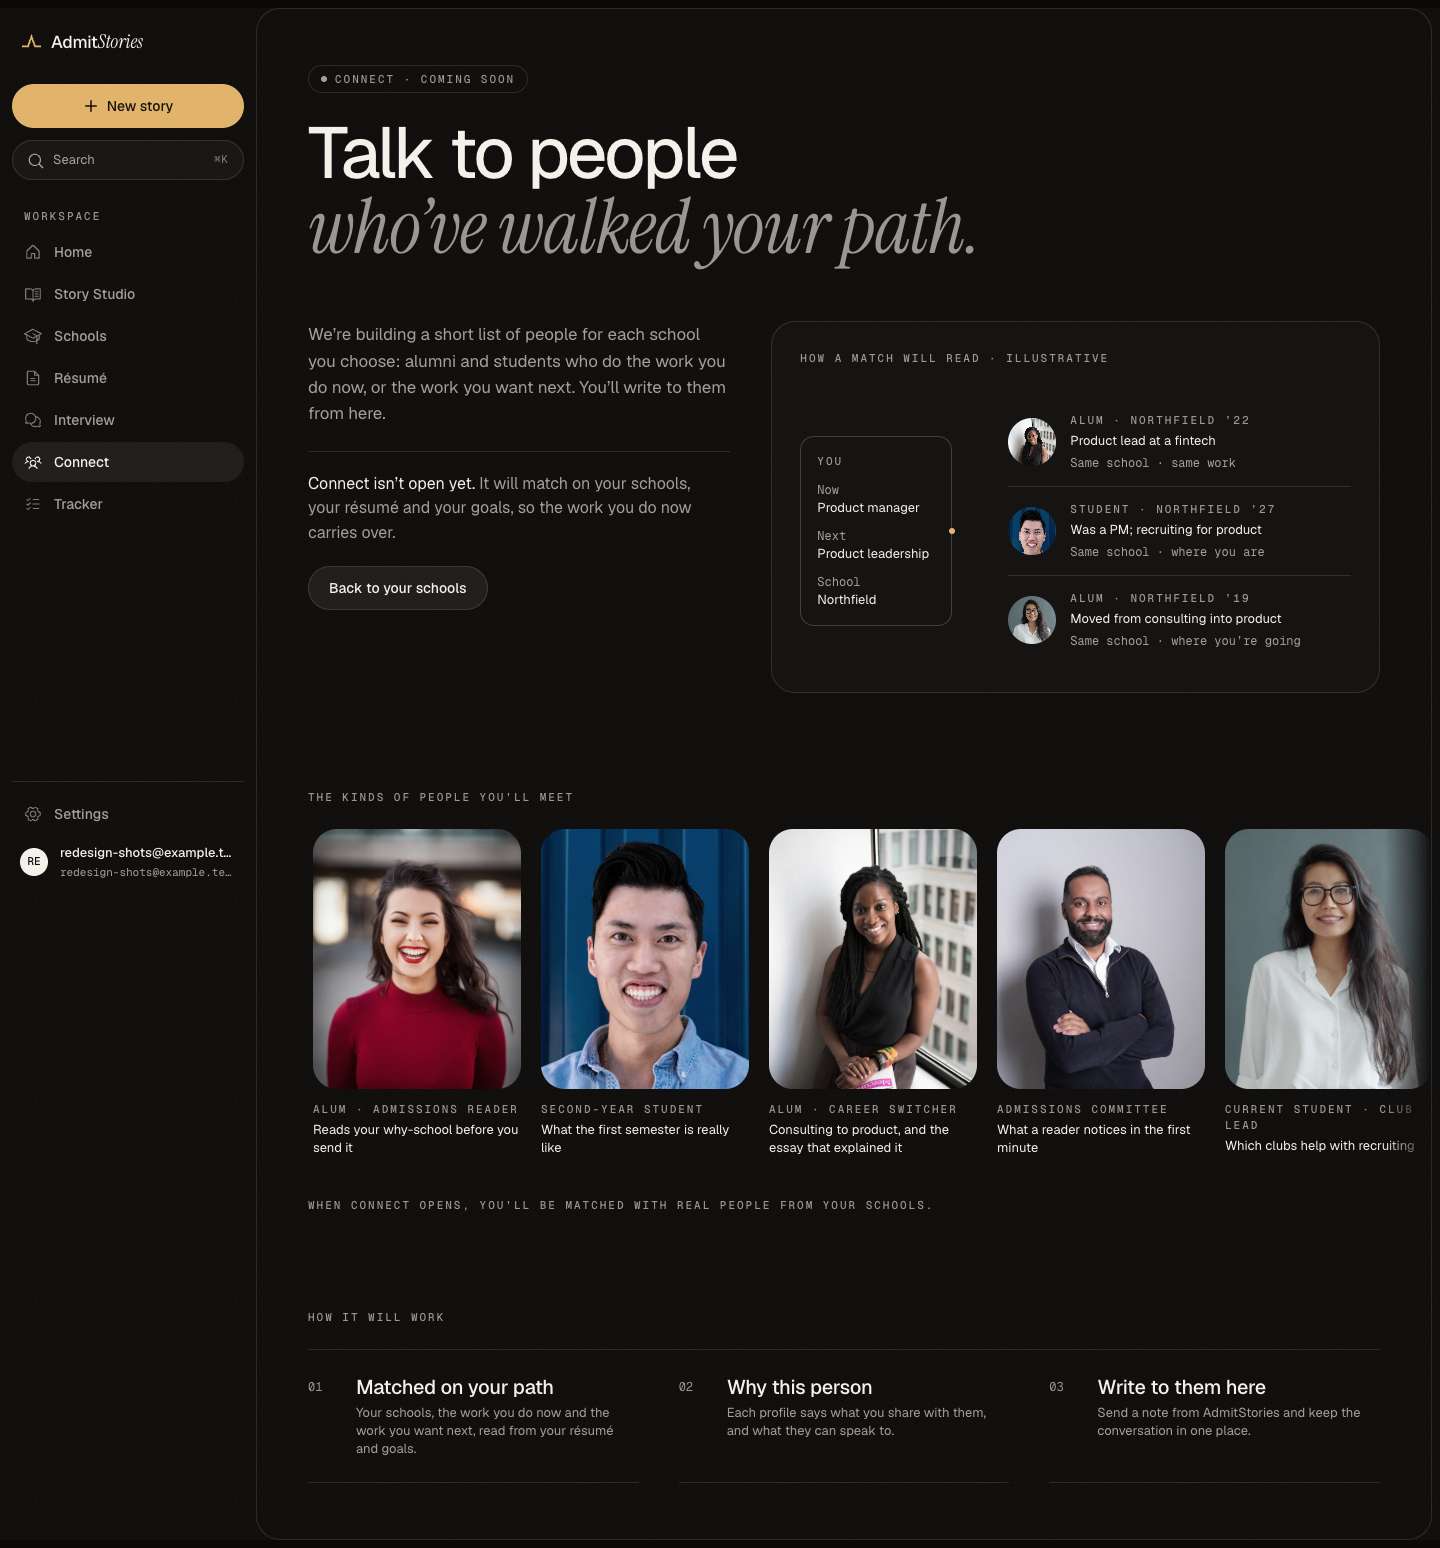 AdmitStories
New story
Search ⌘K
WORKSPACE
Home
Story Studio
Schools
Résumé
Interview
Connect
Tracker
Settings
RE
redesign-shots@example.t…
redesign-shots@example.te…
CONNECT · COMING SOON
Talk to people
who’ve walked your path.
We’re building a short list of people for each school
you choose: alumni and students who do the work you
do now, or the work you want next. You’ll write to them
from here.
Connect isn’t open yet. It will match on your schools,
your résumé and your goals, so the work you do now
carries over.
Back to your schools
HOW A MATCH WILL READ · ILLUSTRATIVE
YOU
Now
Product manager
Next
Product leadership
School
Northfield
ALUM · NORTHFIELD ’22
Product lead at a fintech
Same school · same work
STUDENT · NORTHFIELD ’27
Was a PM; recruiting for product
Same school · where you are
ALUM · NORTHFIELD ’19
Moved from consulting into product
Same school · where you’re going
THE KINDS OF PEOPLE YOU’LL MEET
ALUM · ADMISSIONS READER
Reads your why-school before you
send it
SECOND-YEAR STUDENT
What the first semester is really
like
ALUM · CAREER SWITCHER
Consulting to product, and the
essay that explained it
ADMISSIONS COMMITTEE
What a reader notices in the first
minute
CURRENT STUDENT · CLUB
LEAD
Which clubs help with recruiting
WHEN CONNECT OPENS, YOU’LL BE MATCHED WITH REAL PEOPLE FROM YOUR SCHOOLS.
HOW IT WILL WORK
01
Matched on your path
Your schools, the work you do now and the
work you want next, read from your résumé
and goals.
02
Why this person
Each profile says what you share with them,
and what they can speak to.
03
Write to them here
Send a note from AdmitStories and keep the
conversation in one place.